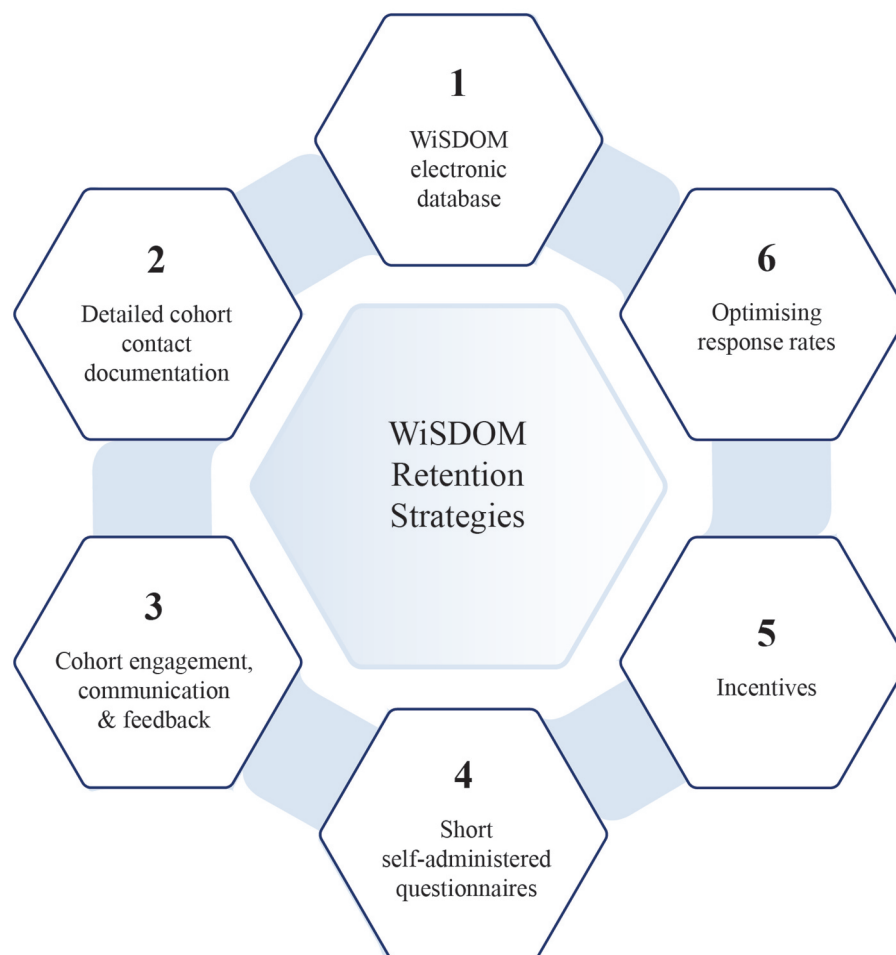 1
WiSDOM
electronic
database
2
Detailed cohort
contact
documentation
6
Optimising
response rates
WiSDOM
Retention
Strategies
3
Cohort engagement,
communication
& feedback
5
Incentives
4
Short
self-administered
questionnaires